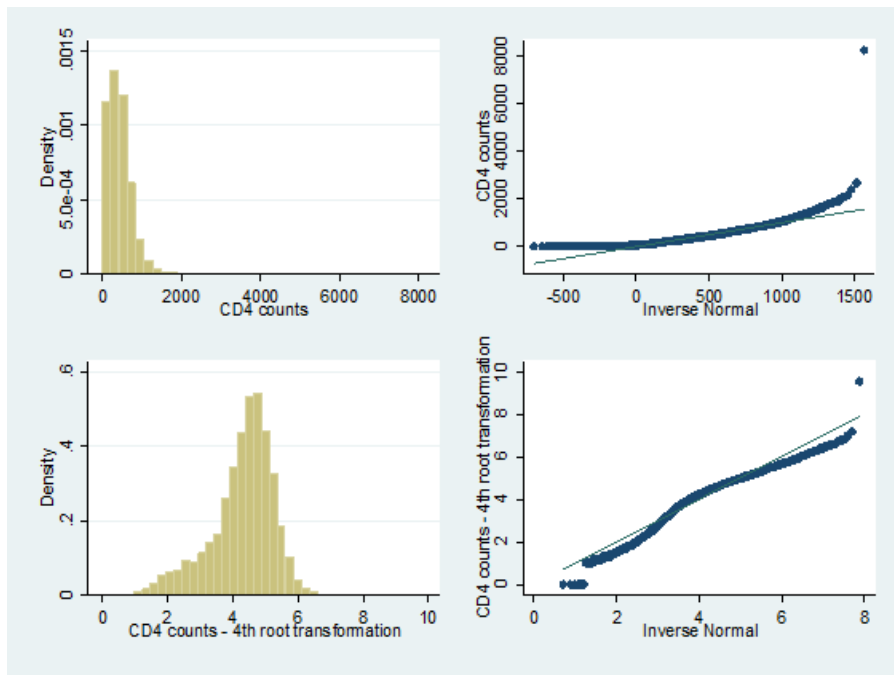 Density
0
5.0e-04
.001
.0015
0 2000 4000 6000 8000
CD4 counts
CD4 counts
0 2000 4000 6000 8000
-500 0 500 1000 1500
Inverse Normal
Density
0
.2
.4
.6
0 2 4 6 8 10
CD4 counts - 4th root transformation
CD4 counts - 4th root transformation
0
2
4
6
8
10
0 2 4 6 8
Inverse Normal